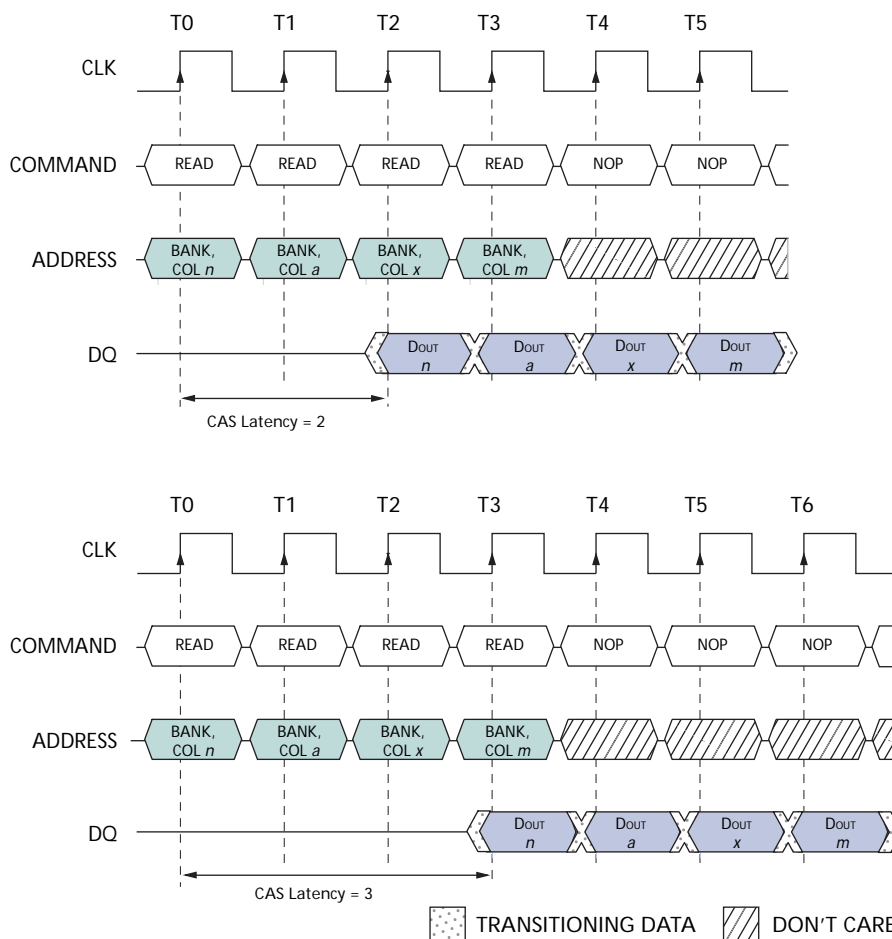 T0 T1 T2 T3 T4 T5
CLK
COMMAND READ READ READ READ NOP NOP
BANK, BANK, BANK, BANK,
ADDRESS
COL n COL a COL x COL m
DOUT DOUT DOUT DOUT
DQ
n a x m
CAS Latency = 2
T0 T1 T2 T3 T4 T5 T6
CLK
COMMAND READ READ READ READ NOP NOP NOP
BANK, BANK, BANK, BANK,
ADDRESS
COL n COL a COL x COL m
DOUT DOUT DOUT DOUT
DQ
n a x m
CAS Latency = 3
TRANSITIONING DATA DON'T CARE